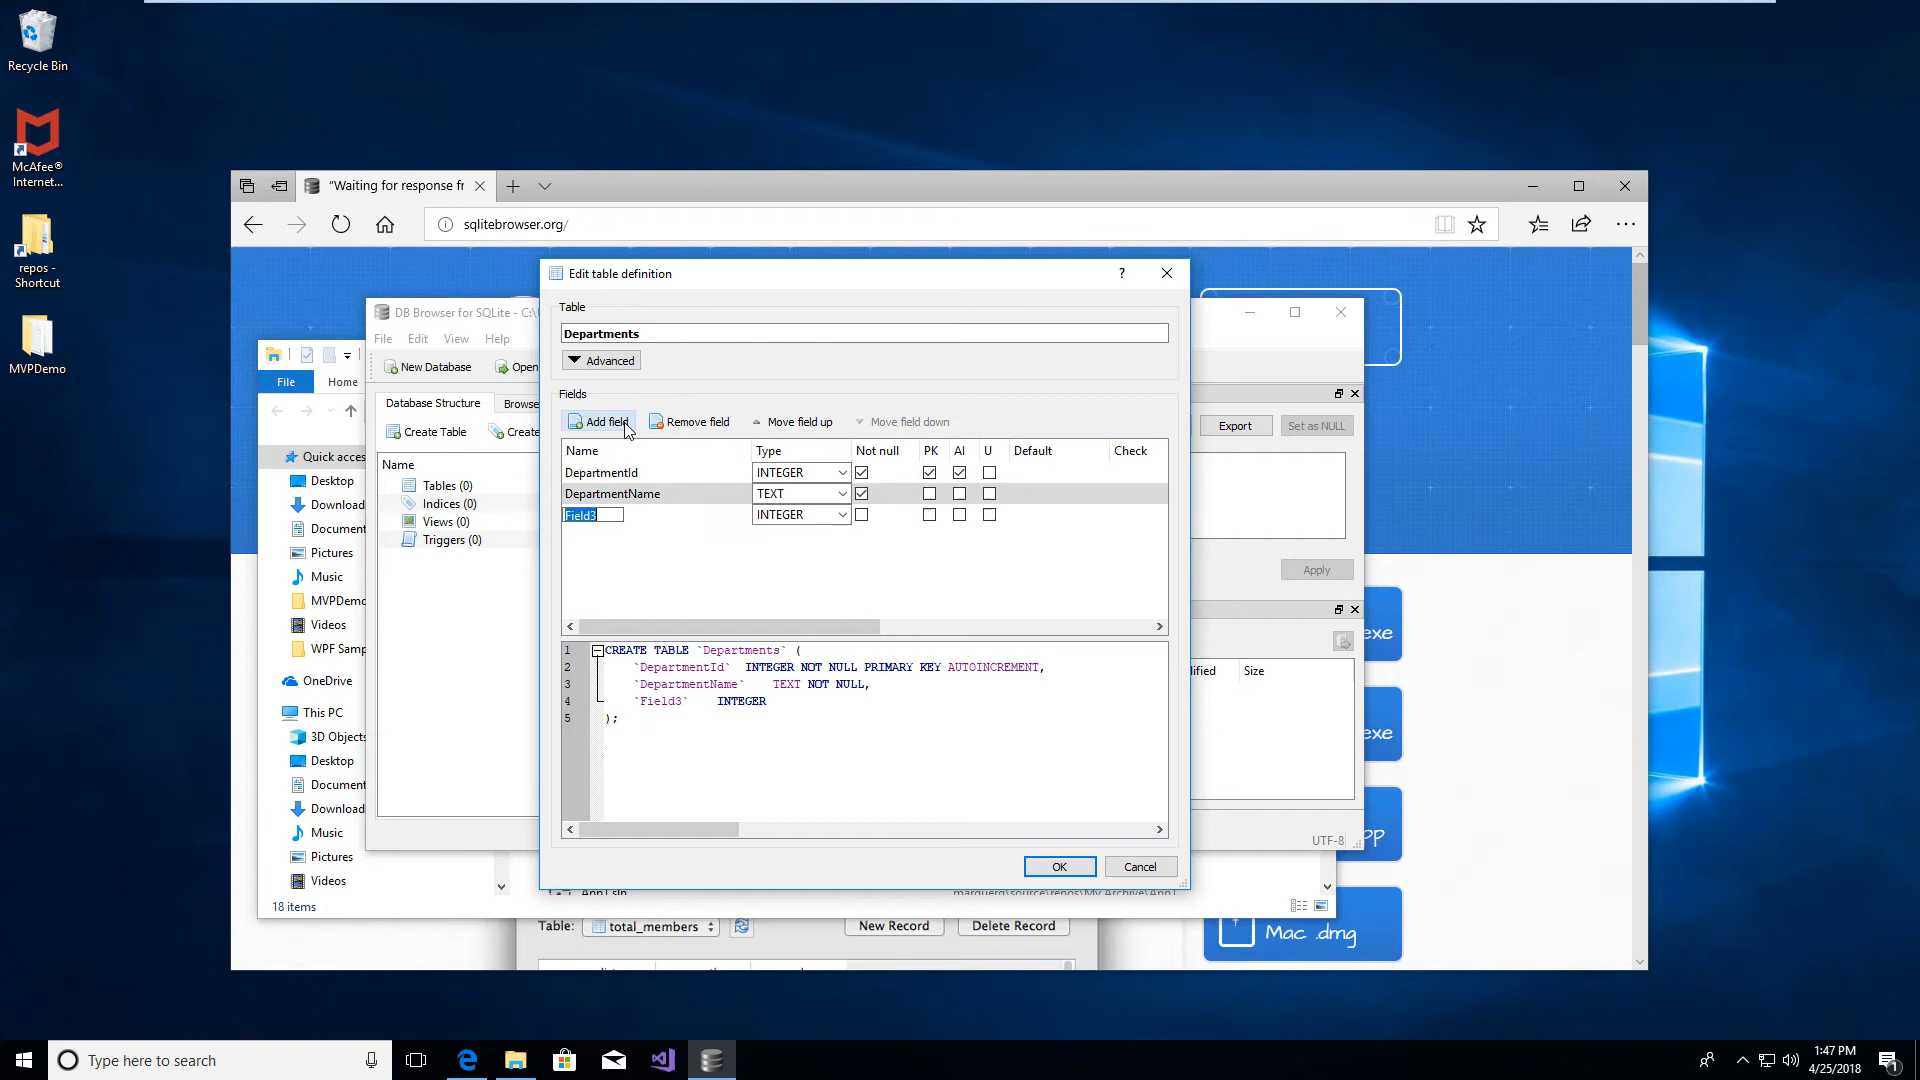 Recycle Bin
McAfee®
Internet...
repos -
Shortcut
MVPDemo
"Waiting for response fr
sqlitebrowser.org/
Edit table definition
?
Table
Departments
Advanced
Fields
Add field
Remove field
Move field up
Move field down
Name Type Not null PK AI U Default Check
DepartmentId INTEGER
DepartmentName TEXT
Field3 INTEGER
1 CREATE TABLE `Departments` (
2 `DepartmentId` INTEGER NOT NULL PRIMARY KEY AUTOINCREMENT,
3 `DepartmentName` TEXT NOT NULL,
4 `Field3` INTEGER
5 );
OK
Cancel
DB Browser for SQLite - C:\
File Edit View Help
New Database
Open
Database Structure
Browse
Create Table
Create
Name
Tables (0)
Indices (0)
Views (0)
Triggers (0)
Export
Set as NULL
Apply
Size
UTF-8
File
Home
Quick acces
Desktop
Download
Document
Pictures
Music
MVPDemo
Videos
WPF Samp
OneDrive
This PC
3D Objects
Desktop
Document
Download
Music
Pictures
Videos
18 items
exe
exe
Mac .dmg
Table:
total_members
New Record
Delete Record
Type here to search
1:47 PM
4/25/2018
1